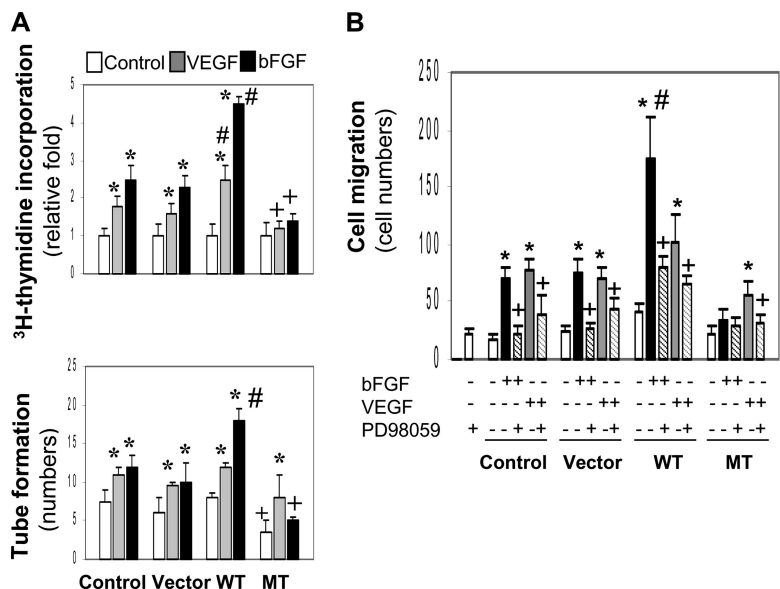 A
Control VEGF bFGF
³H-thymidine incorporation
(relative fold)
5
4
3
2
1
0
* * * * * # * # + +
Tube formation
(numbers)
25
20
15
10
5
0
* * * * * * # + * +
Control Vector WT MT
B
Cell migration
(cell numbers)
250
200
150
100
50
0
* + * + * + * + * # + * + * +
bFGF - - - ++ - - - - ++ - - - - ++ - - - - ++ - -
VEGF - - - - ++ - - - ++ - - - ++ - - - ++
PD98059 + - - - + - + - - + - + - - - + - + - - + - +
Control Vector WT MT